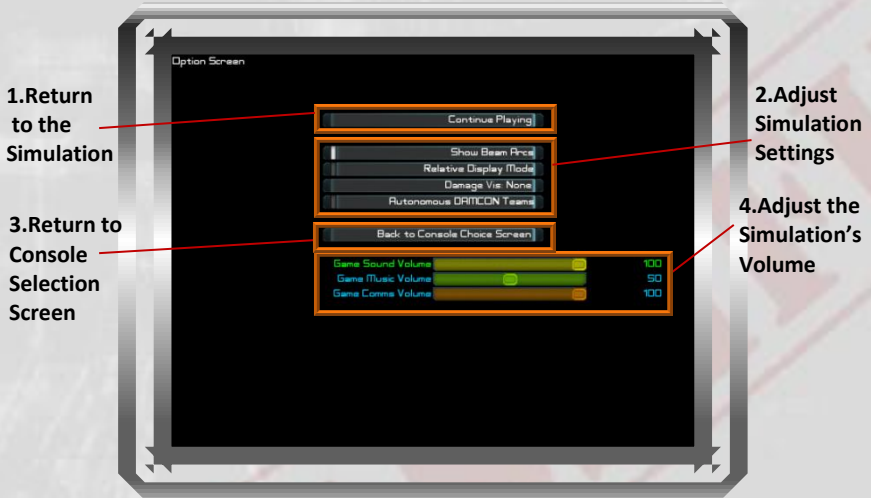 Option Screen
1.Return
to the
Simulation
Continue Playing
2.Adjust
Simulation
Settings
Show Beam Arcs
Relative Display Mode
Damage Vis: None
Autonomous DAMCON Teams
3.Return to
Console
Selection
Screen
Back to Console Choice Screen
4.Adjust the
Simulation's
Volume
Game Sound Volume 100
Game Music Volume 50
Game Comms Volume 100